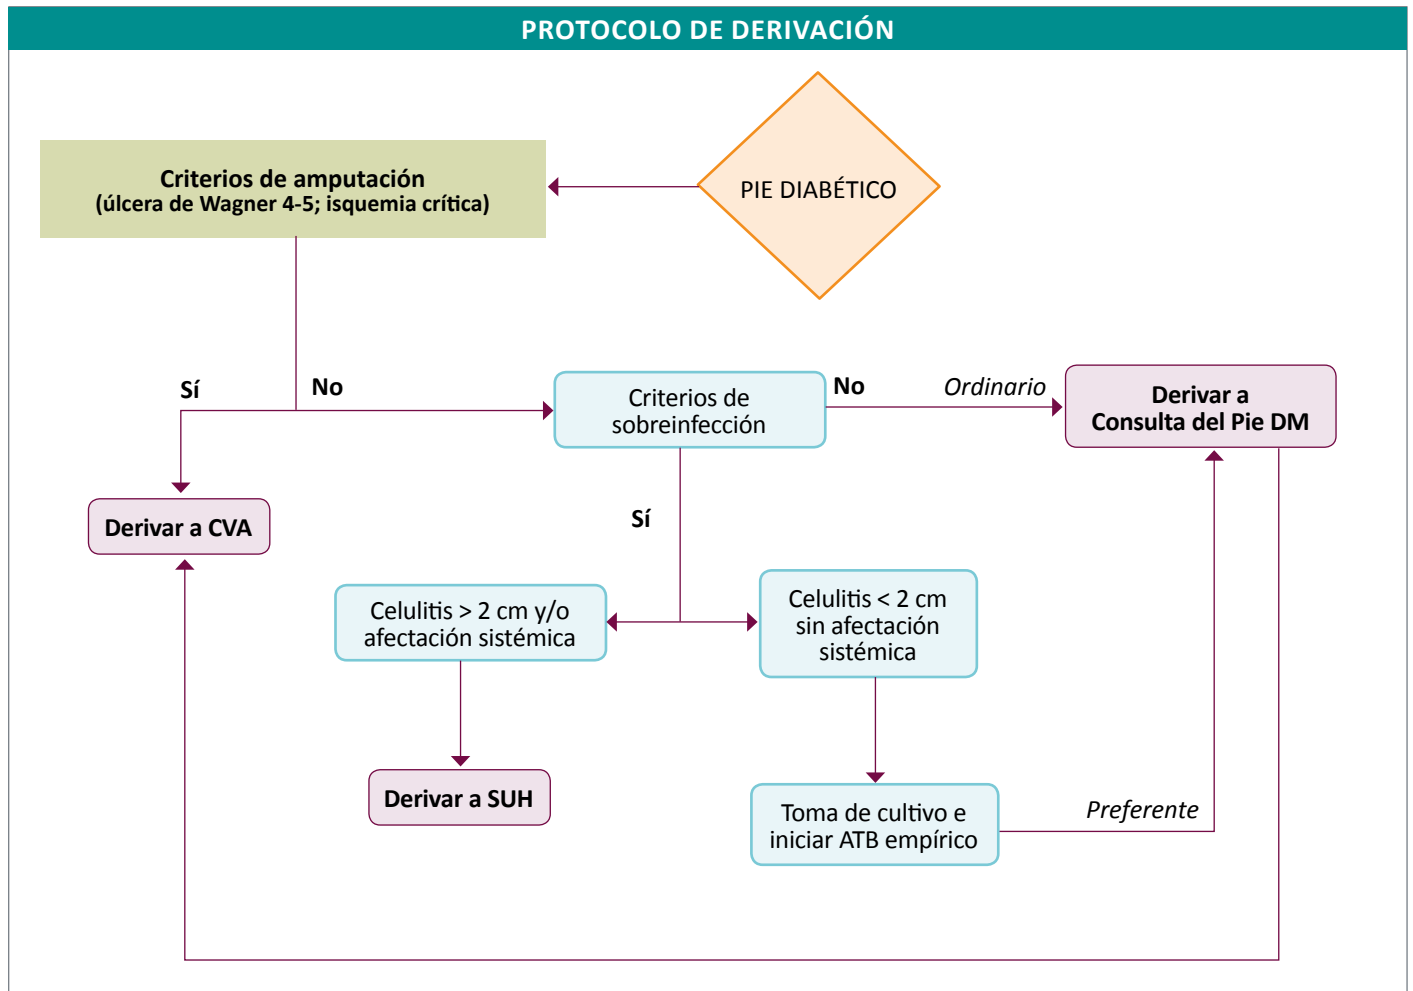 PROTOCOLO DE DERIVACIÓN
PIE DIABÉTICO
Criterios de amputación
(úlcera de Wagner 4-5; isquemia crítica)
Sí
No
Criterios de
sobreinfección
No
Ordinario
Derivar a
Consulta del Pie DM
Derivar a CVA
Sí
Celulitis > 2 cm y/o
afectación sistémica
Celulitis < 2 cm
sin afectación
sistémica
Derivar a SUH
Toma de cultivo e
iniciar ATB empírico
Preferente